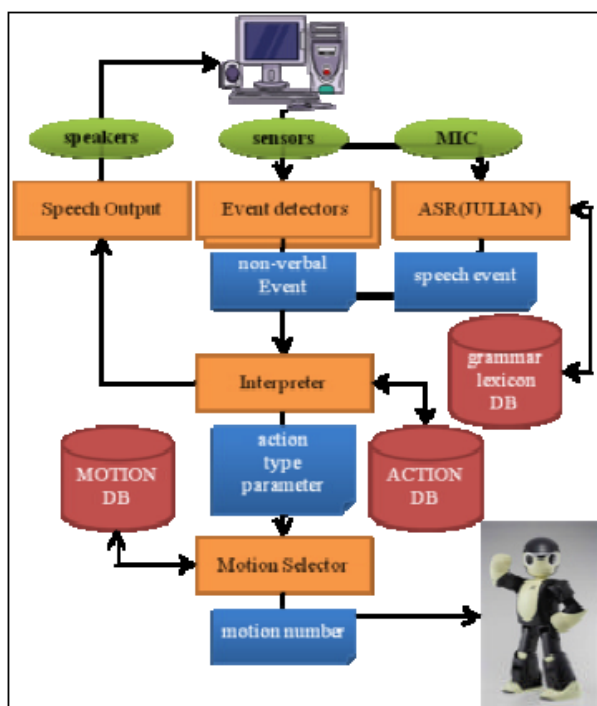 speakers
sensors
MIC
Speech Output
Event detectors
ASR(JULIAN)
non-verbal
Event
speech event
grammar
lexicon
DB
Interpreter
action
type
parameter
MOTION
DB
ACTION
DB
Motion Selector
motion number